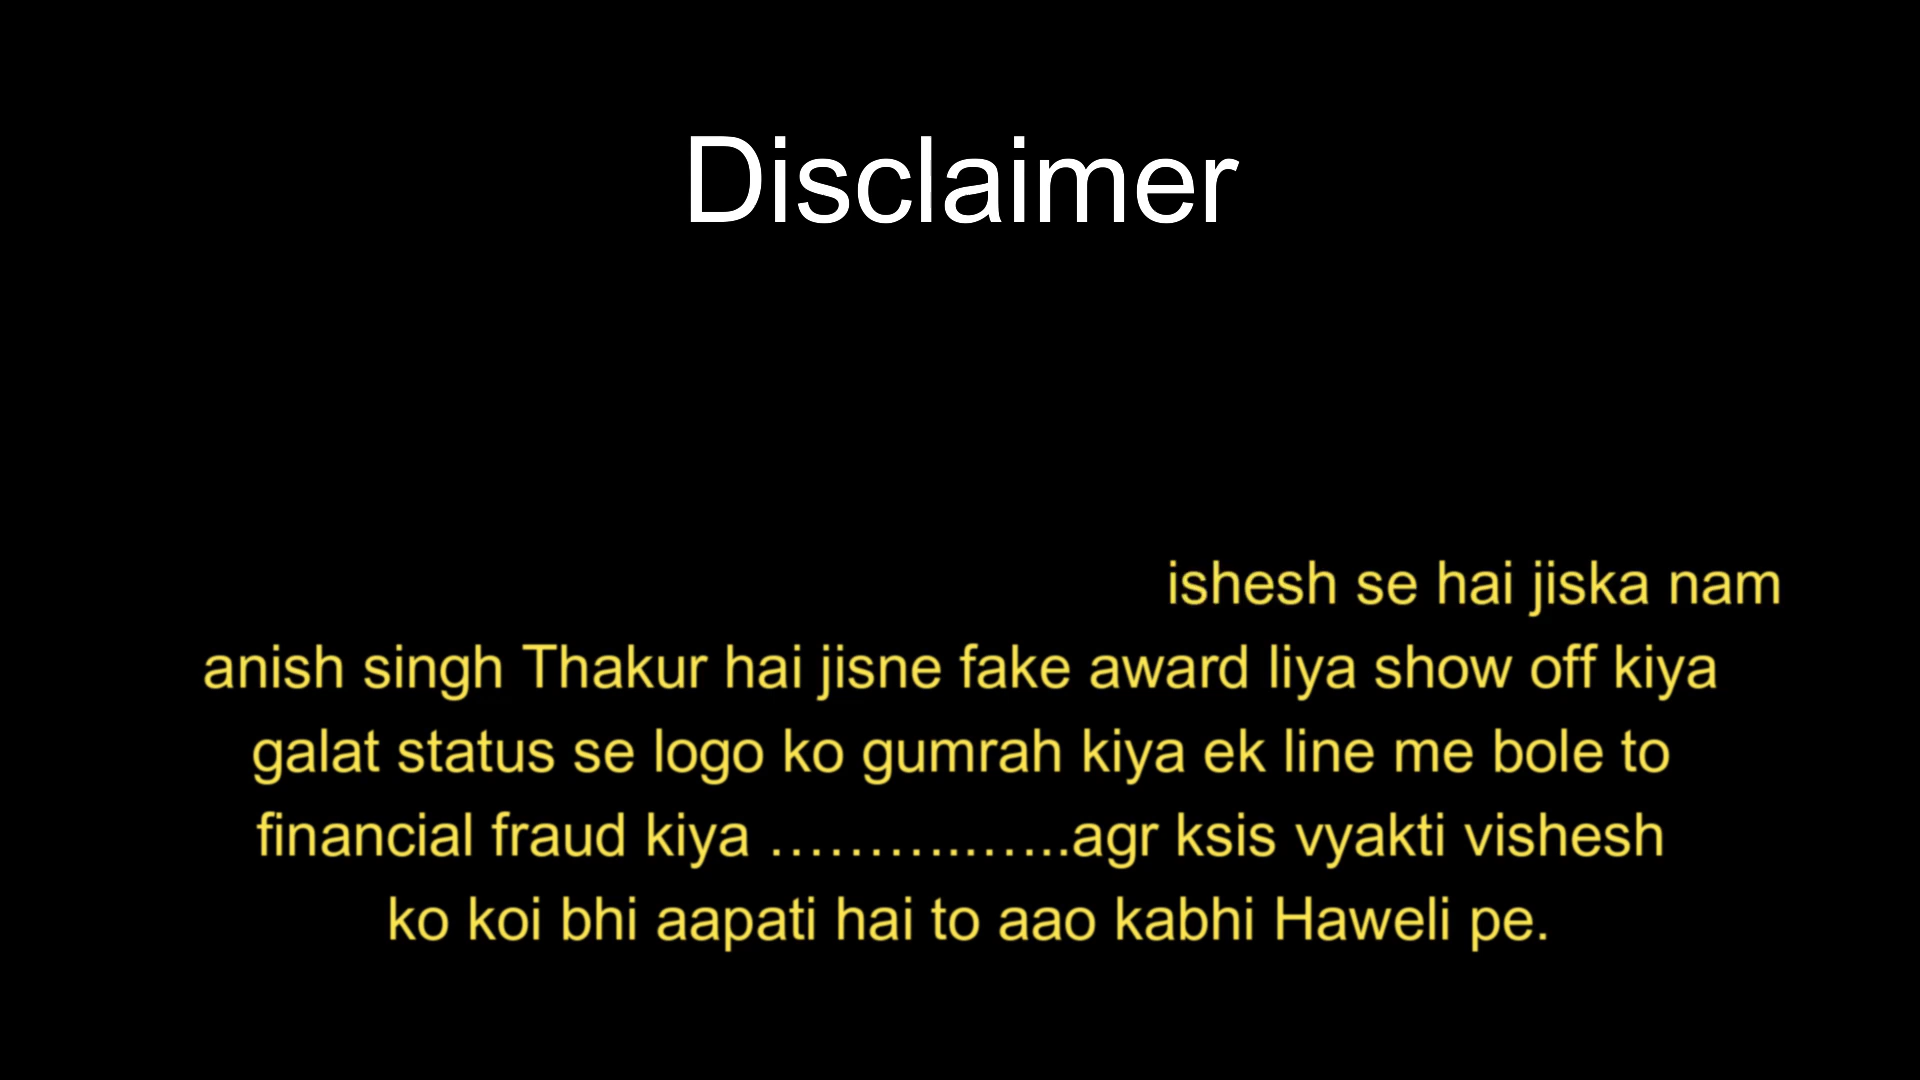 Disclaimer
ishesh se hai jiska nam
anish singh Thakur hai jisne fake award liya show off kiya
galat status se logo ko gumrah kiya ek line me bole to
financial fraud kiya ………..…...agr ksis vyakti vishesh
ko koi bhi aapati hai to aao kabhi Haweli pe.